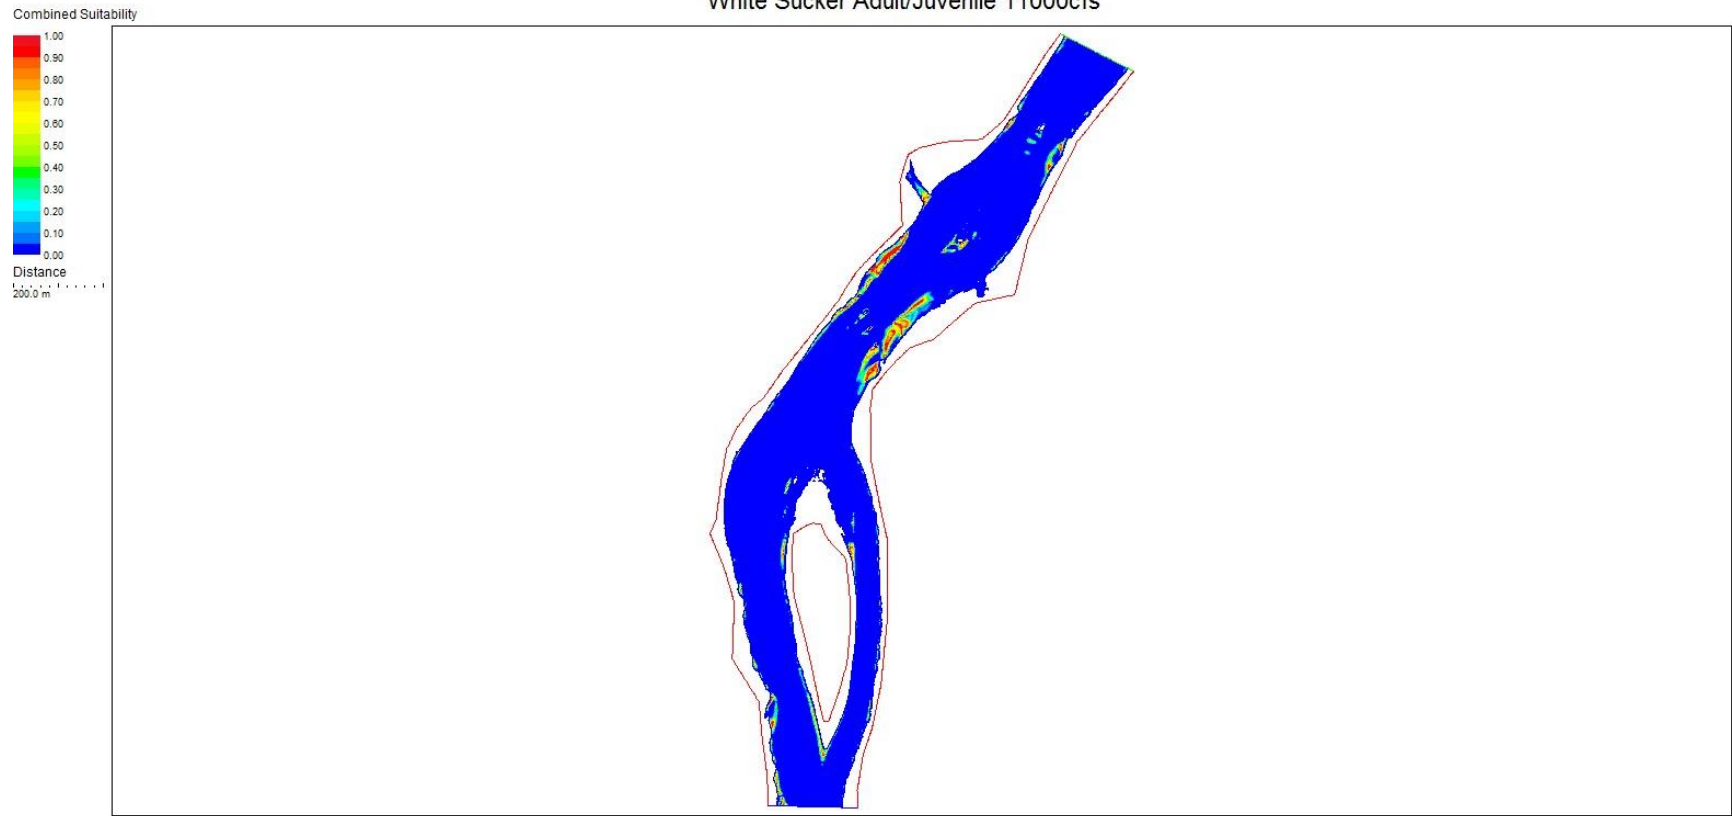 White Sucker Adult/Juvenile 11000cfs
Combined Suitability
1.00
0.90
0.80
0.70
0.60
0.50
0.40
0.30
0.20
0.10
0.00
Distance
200.0 m